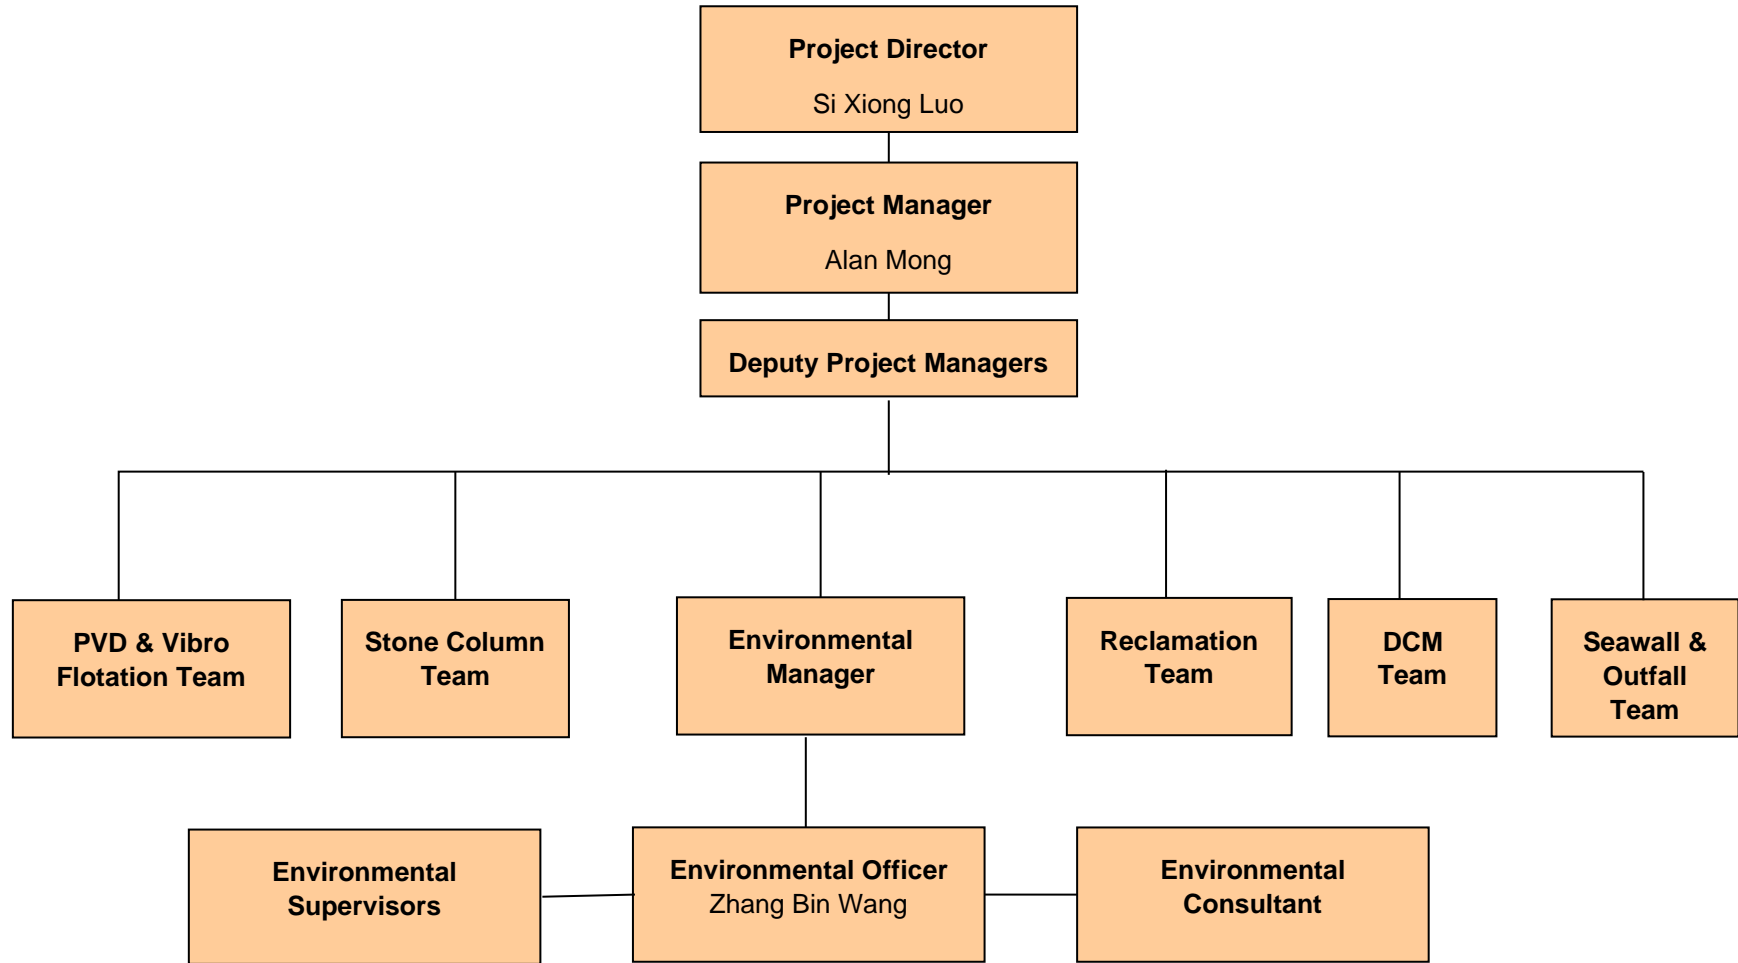 Project Director
Si Xiong Luo
Project Manager
Alan Mong
Deputy Project Managers
PVD & Vibro
Flotation Team
Stone Column
Team
Environmental
Manager
Reclamation
Team
DCM
Team
Seawall &
Outfall
Team
Environmental
Supervisors
Environmental Officer
Zhang Bin Wang
Environmental
Consultant